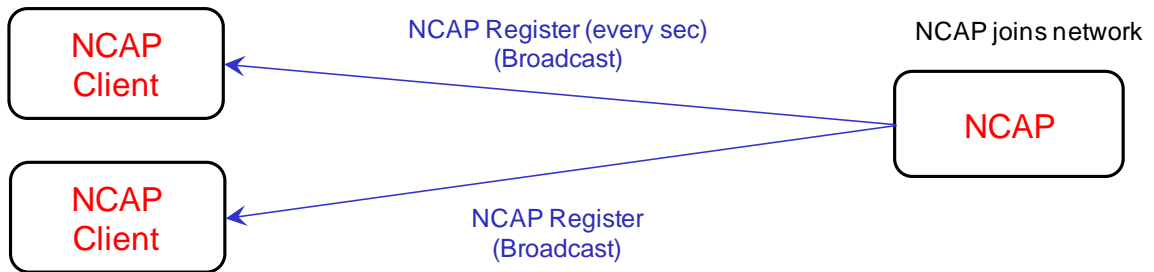 NCAP
Client
NCAP Register (every sec)
(Broadcast)
NCAP joins network
NCAP
NCAP
Client
NCAP Register
(Broadcast)